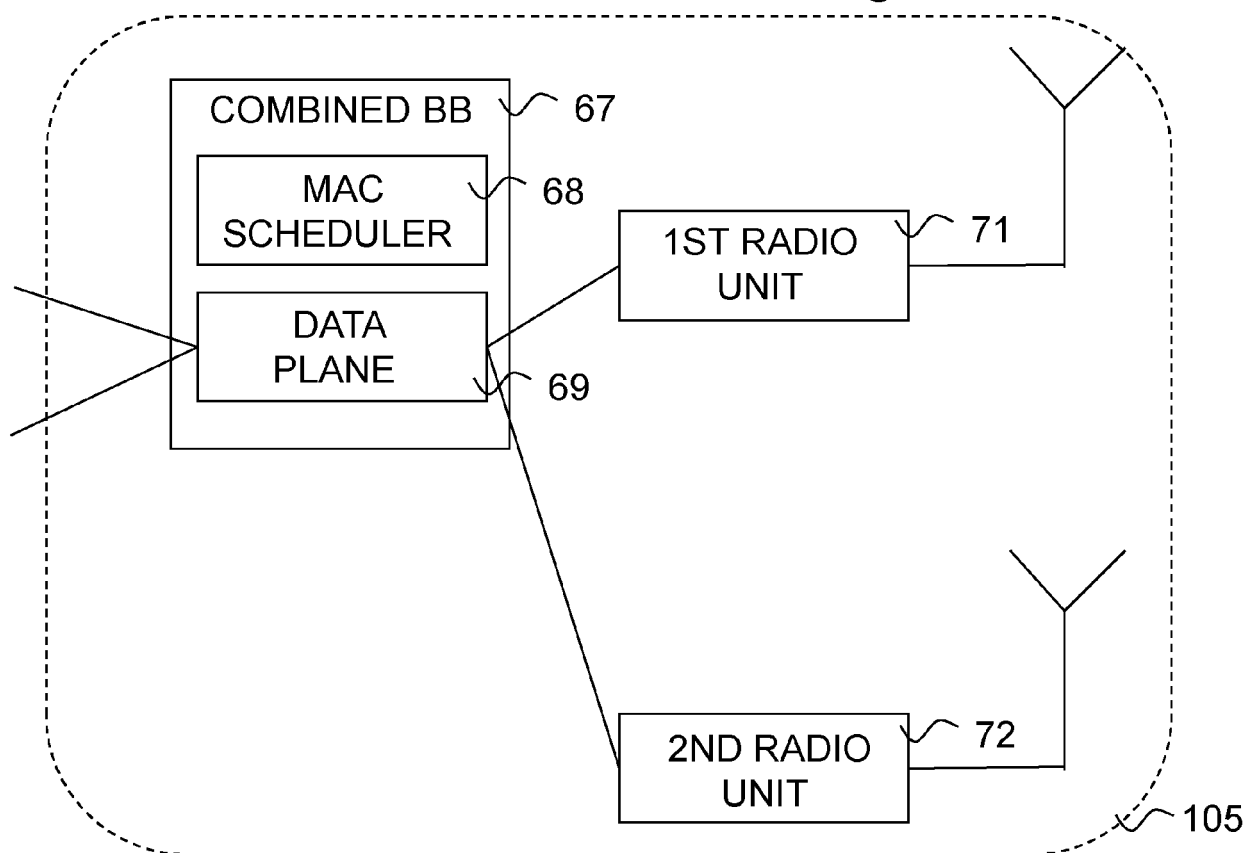 COMBINED BB
67
MAC
SCHEDULER
68
DATA
PLANE
69
1ST RADIO
UNIT
71
2ND RADIO
UNIT
72
105